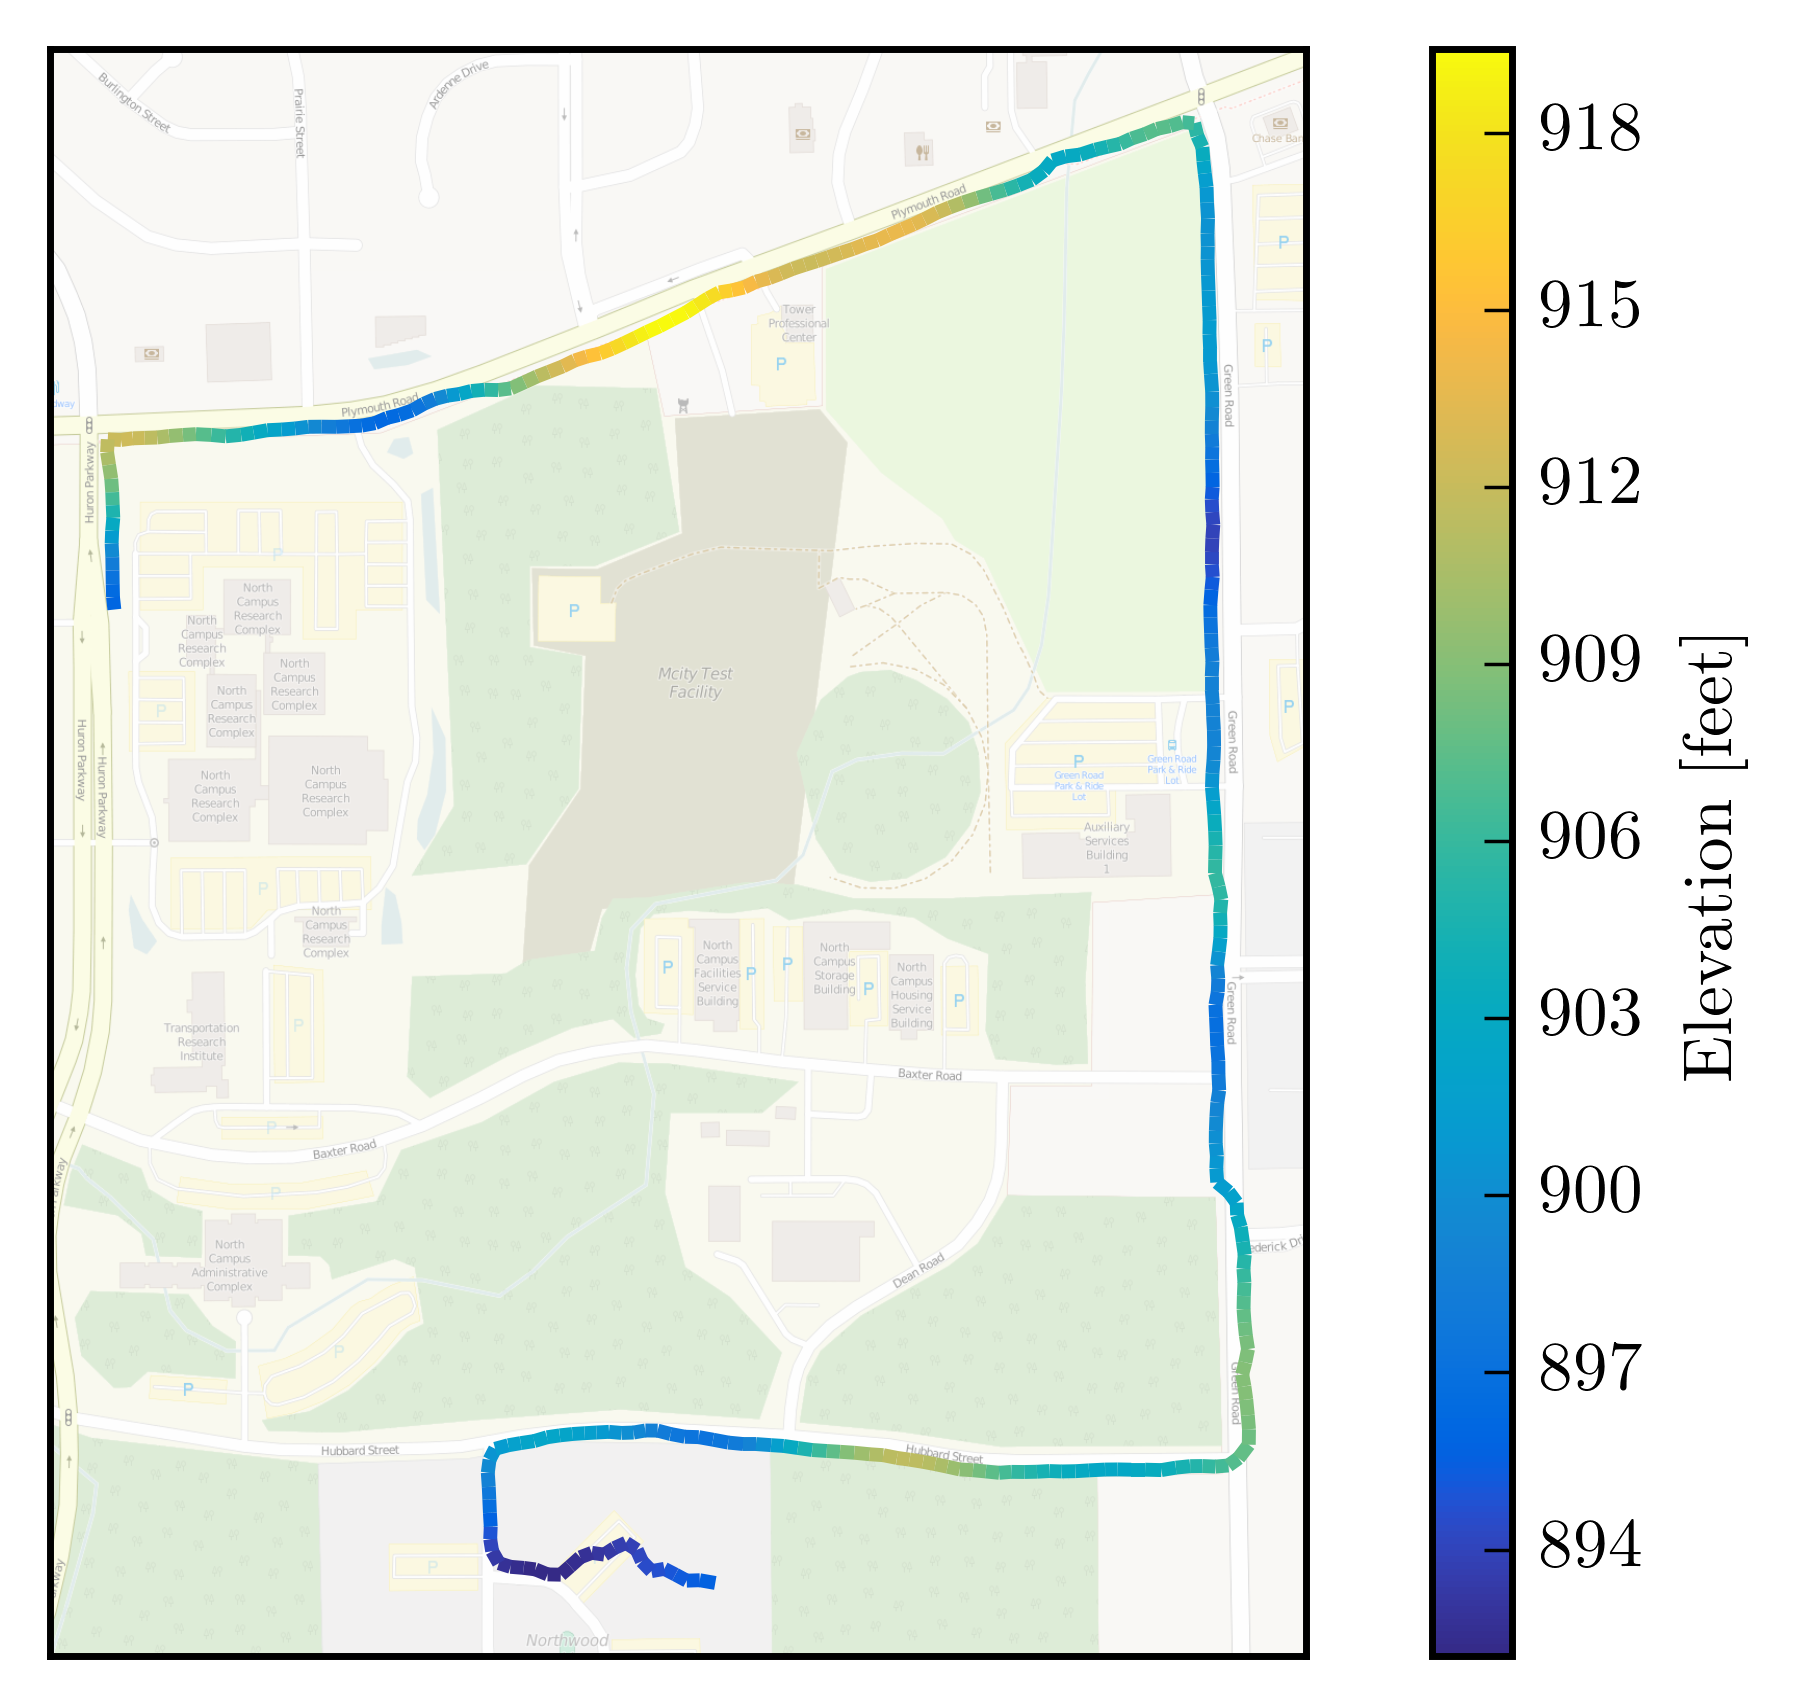 Burlington Street
Prairie Street
Ardenne Drive
Chase Ban
Plymouth Road
Tower
Professional
Center
P
P
P
Plymouth Road
Huron Parkway
Green Road
dway
P
North
Campus
Research
Complex
North
Campus
Research
Complex
North
Campus
Research
Complex
North
Campus
Research
Complex
P
P
Mcity Test
Facility
P
Huron Parkway
Huron Parkway
North
Campus
Research
Complex
North
Campus
Research
Complex
P
Green Road
Park & Ride
Lot
Green Road
Park & Ride
Lot
Green Road
P
Auxiliary
Services
Building
1
P
North
Campus
Research
Complex
P
North
Campus
Facilities
Service
Building
P
P
North
Campus
Storage
Building
P
North
Campus
Housing
Service
Building
P
Green Road
Transportation
Research
Institute
P
Baxter Road
P
Baxter Road
P
arkway
North
Campus
Administrative
Complex
ederick Dri
Dean Road
P
P
Green Road
Hubbard Street
Hubbard Street
P
rkway
Northwood
918
915
912
909
906
903
900
897
894
Elevation [feet]